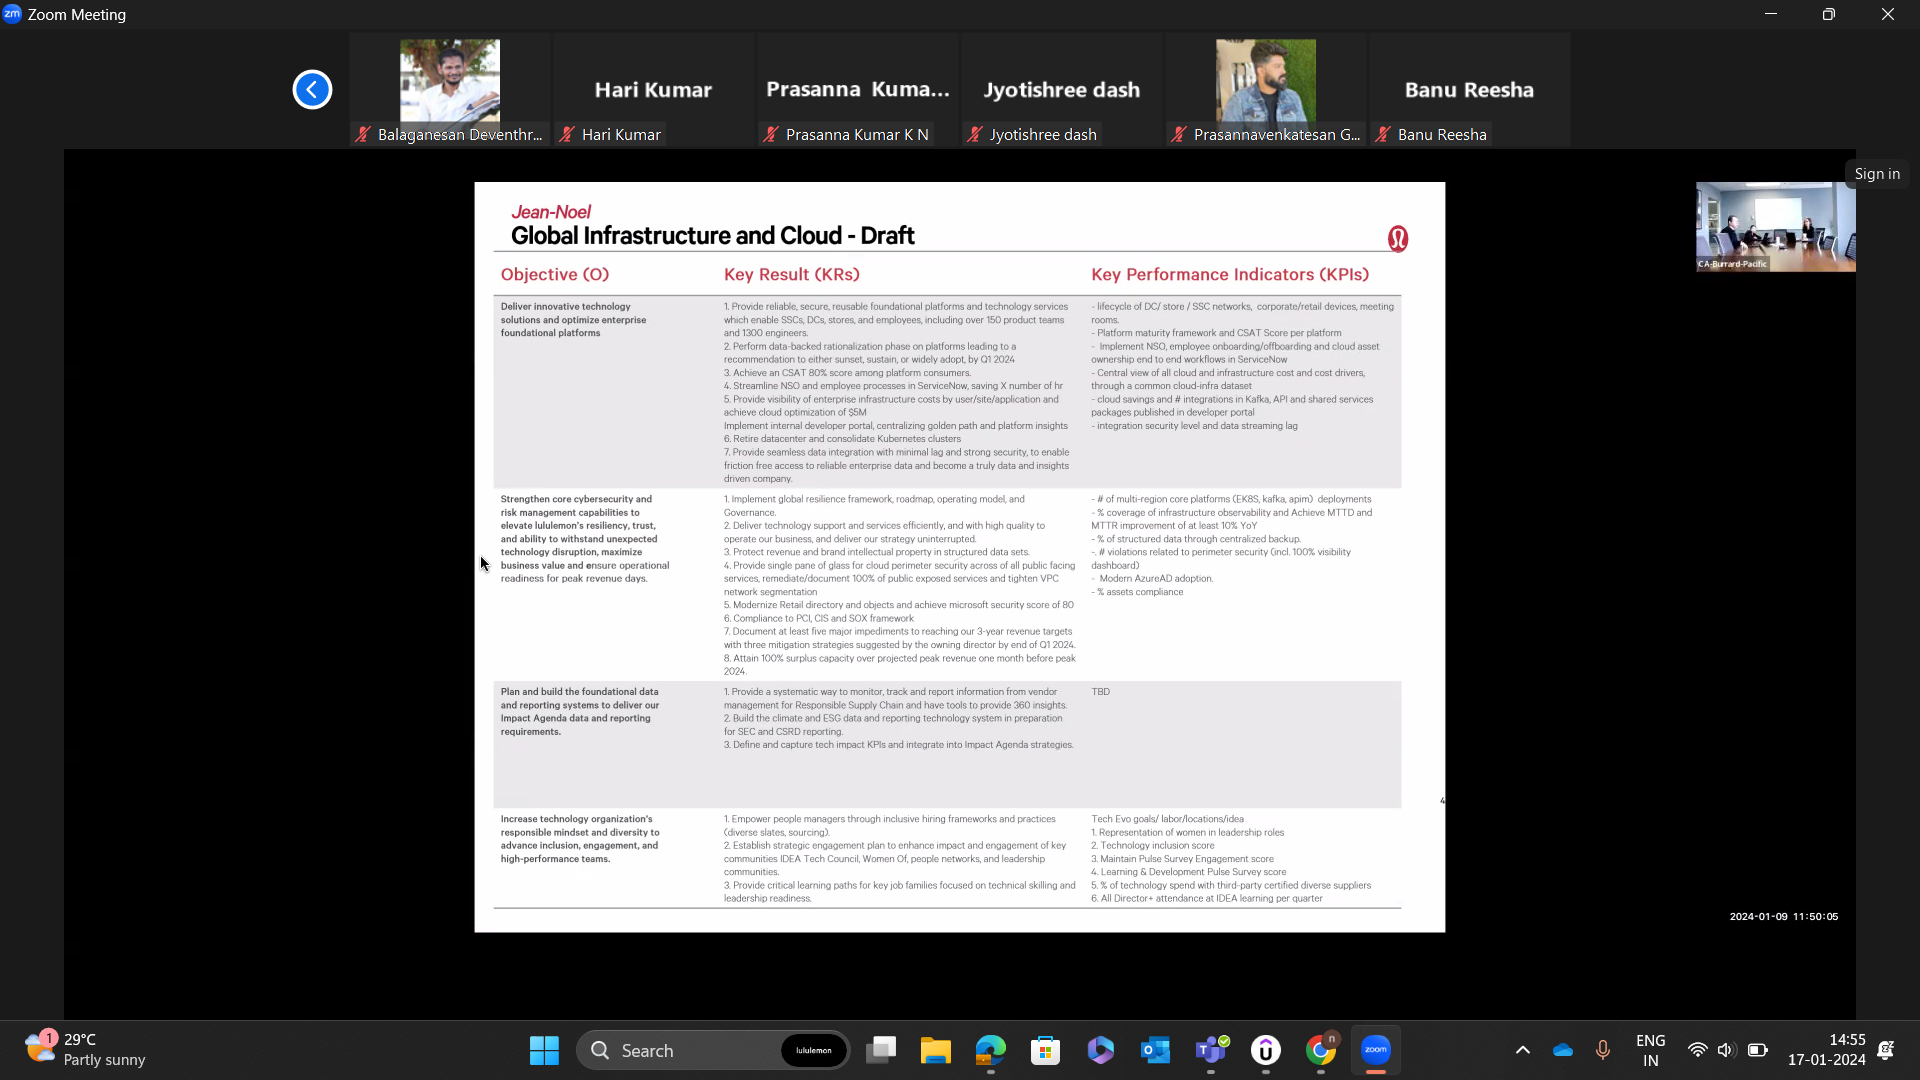 Zoom Meeting
Hari Kumar
Prasanna Kuma...
Jyotishree dash
Banu Reesha
Balaganesan Deventhr...
Hari Kumar
Prasanna Kumar K N
Jyotishree dash
Prasannavenkatesan G...
Banu Reesha
Sign in
CA-Burrard-Pacific
Jean-Noel
Global Infrastructure and Cloud - Draft
Objective (O)
Key Result (KRs)
Key Performance Indicators (KPIs)
Deliver innovative technology
solutions and optimize enterprise
foundational platforms
1. Provide reliable, secure, reusable foundational platforms and technology services
which enable SSCs, DCs, stores, and employees, including over 150 product teams
and 1300 engineers.
2. Perform data-backed rationalization phase on platforms leading to a
recommendation to either sunset, sustain, or widely adopt, by Q1 2024
3. Achieve an CSAT 80% score among platform consumers.
4. Streamline NSO and employee processes in ServiceNow, saving X number of hr
5. Provide visibility of enterprise infrastructure costs by user/site/application and
achieve cloud optimization of $5M
Implement internal developer portal, centralizing golden path and platform insights
6. Retire datacenter and consolidate Kubernetes clusters
7. Provide seamless data integration with minimal lag and strong security, to enable
friction free access to reliable enterprise data and become a truly data and insights
driven company.
- lifecycle of DC/ store / SSC networks, corporate/retail devices, meeting
rooms.
- Platform maturity framework and CSAT Score per platform
- Implement NSO, employee onboarding/offboarding and cloud asset
ownership end to end workflows in ServiceNow
- Central view of all cloud and infrastructure cost and cost drivers,
through a common cloud-infra dataset
- cloud savings and # integrations in Kafka, API and shared services
packages published in developer portal
- integration security level and data streaming lag
Strengthen core cybersecurity and
risk management capabilities to
elevate lululemon's resiliency, trust,
and ability to withstand unexpected
technology disruption, maximize
business value and ensure operational
readiness for peak revenue days.
1. Implement global resilience framework, roadmap, operating model, and
Governance.
2. Deliver technology support and services efficiently, and with high quality to
operate our business, and deliver our strategy uninterrupted.
3. Protect revenue and brand intellectual property in structured data sets.
4. Provide single pane of glass for cloud perimeter security across of all public facing
services, remediate/document 100% of public exposed services and tighten VPC
network segmentation
5. Modernize Retail directory and objects and achieve microsoft security score of 80
6. Compliance to PCI, CIS and SOX framework
7. Document at least five major impediments to reaching our 3-year revenue targets
with three mitigation strategies suggested by the owning director by end of Q1 2024.
8. Attain 100% surplus capacity over projected peak revenue one month before peak
2024.
- # of multi-region core platforms (EK8S, kafka, apim) deployments
- % coverage of infrastructure observability and Achieve MTTD and
MTTR improvement of at least 10% YoY
- % of structured data through centralized backup.
-. # violations related to perimeter security (incl. 100% visibility
dashboard)
- Modern AzureAD adoption.
- % assets compliance
Plan and build the foundational data
and reporting systems to deliver our
Impact Agenda data and reporting
requirements.
1. Provide a systematic way to monitor, track and report information from vendor
management for Responsible Supply Chain and have tools to provide 360 insights.
2. Build the climate and ESG data and reporting technology system in preparation
for SEC and CSRD reporting.
3. Define and capture tech impact KPIs and integrate into Impact Agenda strategies.
TBD
4
Increase technology organization's
responsible mindset and diversity to
advance inclusion, engagement, and
high-performance teams.
1. Empower people managers through inclusive hiring frameworks and practices
(diverse slates, sourcing).
2. Establish strategic engagement plan to enhance impact and engagement of key
communities IDEA Tech Council, Women Of, people networks, and leadership
communities.
3. Provide critical learning paths for key job families focused on technical skilling and
leadership readiness.
Tech Evo goals/ labor/locations/idea
1. Representation of women in leadership roles
2. Technology inclusion score
3. Maintain Pulse Survey Engagement score
4. Learning & Development Pulse Survey score
5. % of technology spend with third-party certified diverse suppliers
6. All Director+ attendance at IDEA learning per quarter
2024-01-09 11:50:05
1
29°C
Partly sunny
Search
lululemon
n
zoom
ENG
IN
14:55
17-01-2024